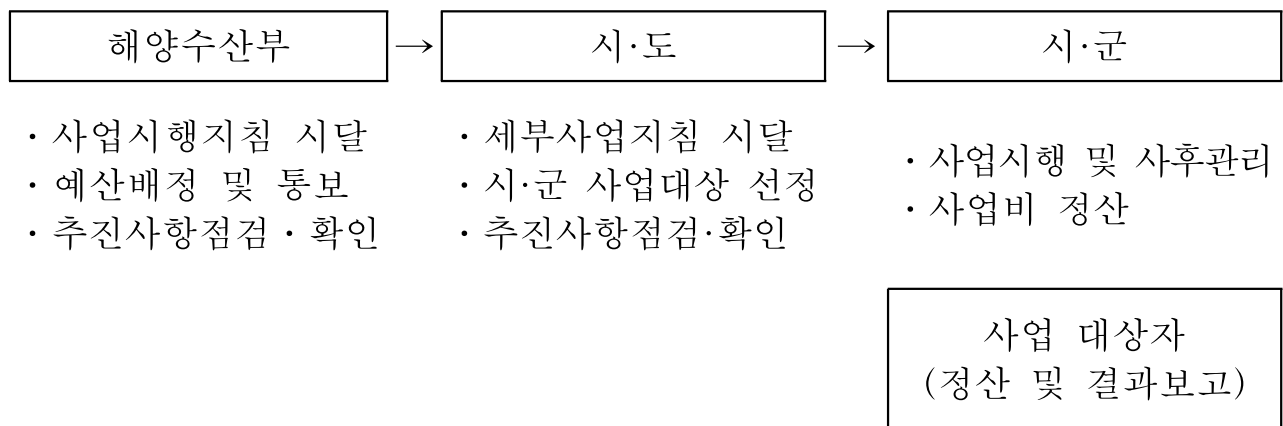 해양수산부 → 시·도 → 시·군
· 사업시행지침 시달
· 예산배정 및 통보
· 추진사항점검 · 확인
· 세부사업지침 시달
· 시·군 사업대상 선정
· 추진사항점검·확인
· 사업시행 및 사후관리
· 사업비 정산
사업 대상자
(정산 및 결과보고)